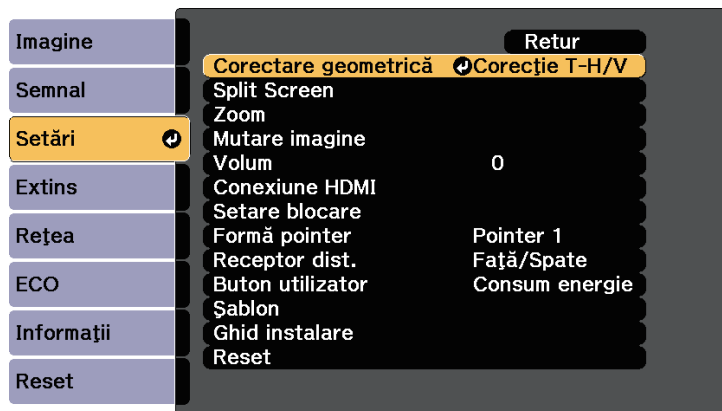 Imagine
Semnal
Setări
Extins
Reţea
ECO
Informaţii
Reset
Retur
Corectare geometrică Corecţie T-H/V
Split Screen
Zoom
Mutare imagine
Volum 0
Conexiune HDMI
Setare blocare
Formă pointer Pointer 1
Receptor dist. Faţă/Spate
Buton utilizator Consum energie
Şablon
Ghid instalare
Reset